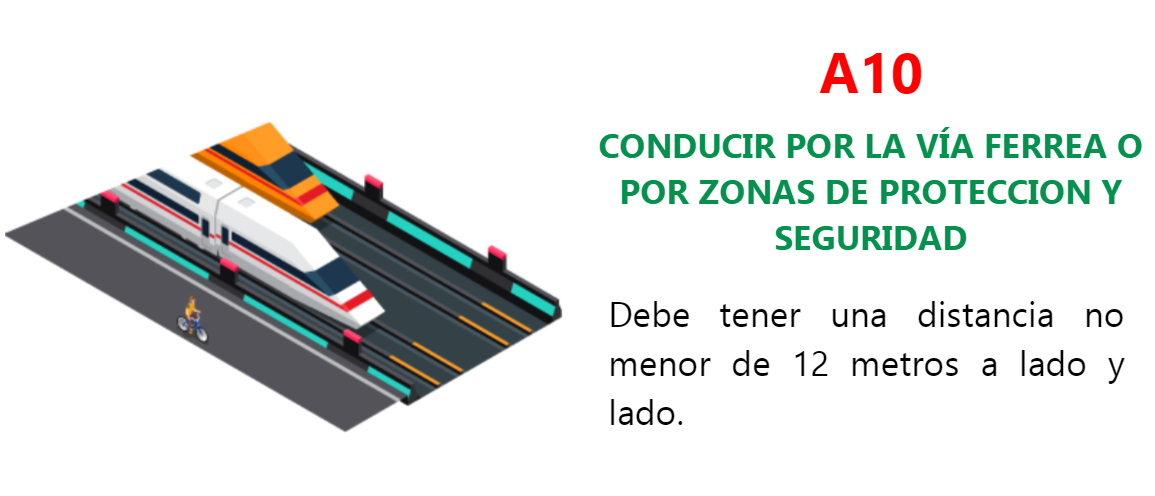 A10
CONDUCIR POR LA VÍA FERREA O
POR ZONAS DE PROTECCION Y
SEGURIDAD
Debe tener una distancia no
menor de 12 metros a lado y
lado.